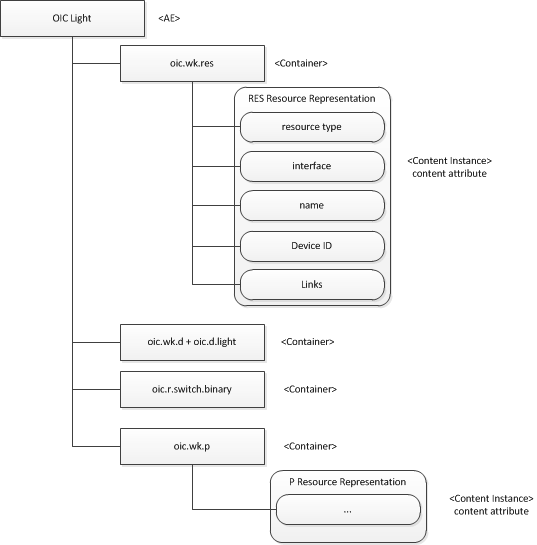 OIC Light
<AE>
oic.wk.res
<Container>
RES Resource Representation
resource type
interface
name
Device ID
Links
<Content Instance>
content attribute
oic.wk.d + oic.d.light
<Container>
oic.r.switch.binary
<Container>
oic.wk.p
<Container>
P Resource Representation
...
<Content Instance>
content attribute